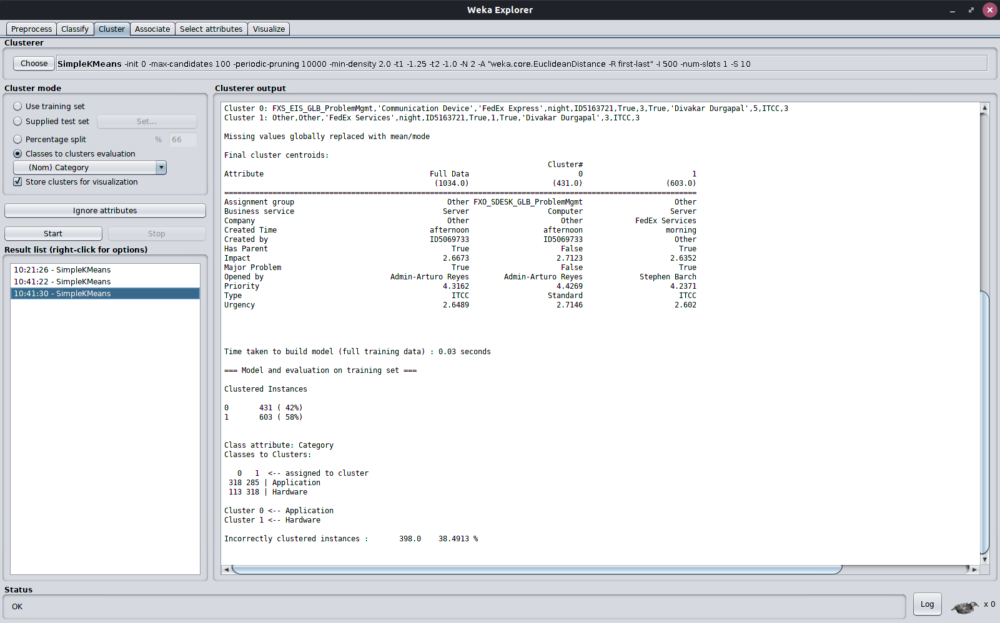 Weka Explorer
Preprocess Classify Cluster Associate Select attributes Visualize
Clusterer
Choose SimpleKMeans -init 0 -max-candidates 100 -periodic-pruning 10000 -min-density 2.0 -t1 -1.25 -t2 -1.0 -N 2 -A "weka.core.EuclideanDistance -R first-last" -I 500 -num-slots 1 -S 10
Cluster mode
Use training set
Supplied test set Set...
Percentage split % 66
Classes to clusters evaluation
(Nom) Category
Store clusters for visualization
Ignore attributes
Start Stop
Result list (right-click for options)
10:21:26 - SimpleKMeans
10:41:22 - SimpleKMeans
10:41:30 - SimpleKMeans
Clusterer output
Cluster 0: FXS_EIS_GLB_ProblemMgmt,'Communication Device','FedEx Express',night,ID5163721,True,3,True,'Divakar Durgapal',5,ITCC,3
Cluster 1: Other,Other,'FedEx Services',night,ID5163721,True,1,True,'Divakar Durgapal',3,ITCC,3
Missing values globally replaced with mean/mode
Final cluster centroids:
Cluster#
Attribute Full Data 0 1
(1034.0) (431.0) (603.0)
============================================================================================================
Assignment group Other FXO_SDESK_GLB_ProblemMgmt Other
Business service Server Computer Server
Company Other Other FedEx Services
Created Time afternoon afternoon morning
Created by ID5069733 ID5069733 Other
Has Parent True False True
Impact 2.6673 2.7123 2.6352
Major Problem True False True
Opened by Admin-Arturo Reyes Admin-Arturo Reyes Stephen Barch
Priority 4.3162 4.4269 4.2371
Type ITCC Standard ITCC
Urgency 2.6489 2.7146 2.602
Time taken to build model (full training data) : 0.03 seconds
=== Model and evaluation on training set ===
Clustered Instances
0 431 ( 42%)
1 603 ( 58%)
Class attribute: Category
Classes to Clusters:
0 1 <-- assigned to cluster
318 285 | Application
113 318 | Hardware
Cluster 0 <-- Application
Cluster 1 <-- Hardware
Incorrectly clustered instances : 398.0 38.4913 %
Status
OK
Log
x 0